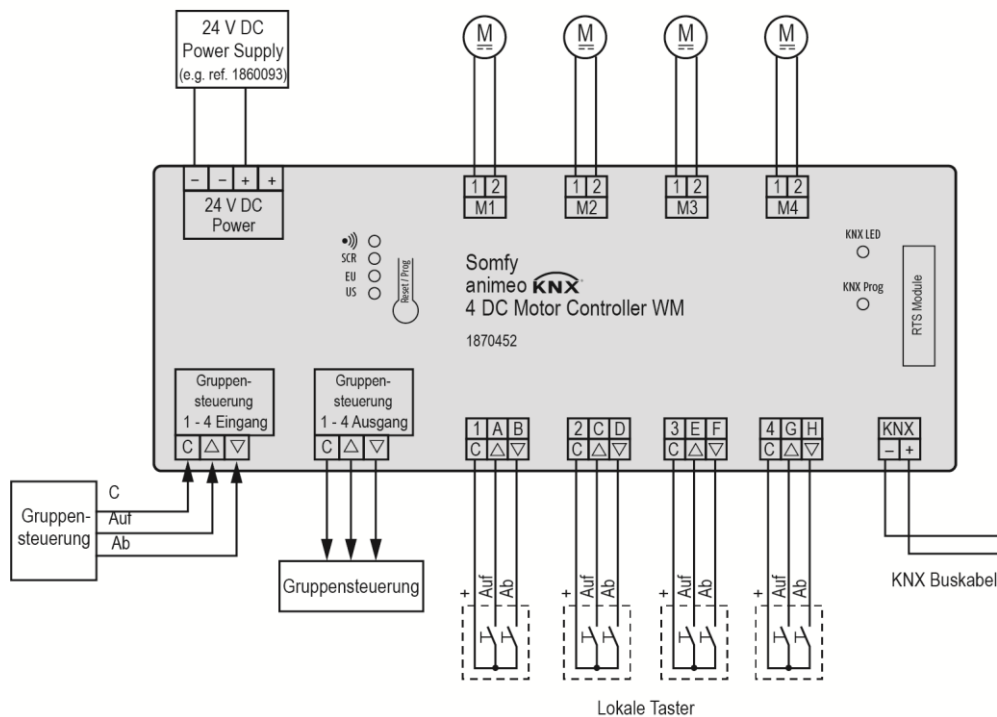 24 V DC
Power Supply
(e.g. ref. 1860093)
M
M
M
M
– – + +
24 V DC
Power
1 2
M1
1 2
M2
1 2
M3
1 2
M4
SCR
EU
US
Reset / Prog
Somfy
animeo KNX
4 DC Motor Controller WM
1870452
KNX LED
KNX Prog
RTS Module
Gruppen-
steuerung
1 - 4 Eingang
C △ ▽
Gruppen-
steuerung
1 - 4 Ausgang
C △ ▽
1 A B
C △ ▽
2 C D
C △ ▽
3 E F
C △ ▽
4 G H
C △ ▽
KNX
– +
Gruppen-
steuerung
C
Auf
Ab
Gruppensteuerung
+ Auf Ab
+ Auf Ab
+ Auf Ab
+ Auf Ab
KNX Buskabel
Lokale Taster